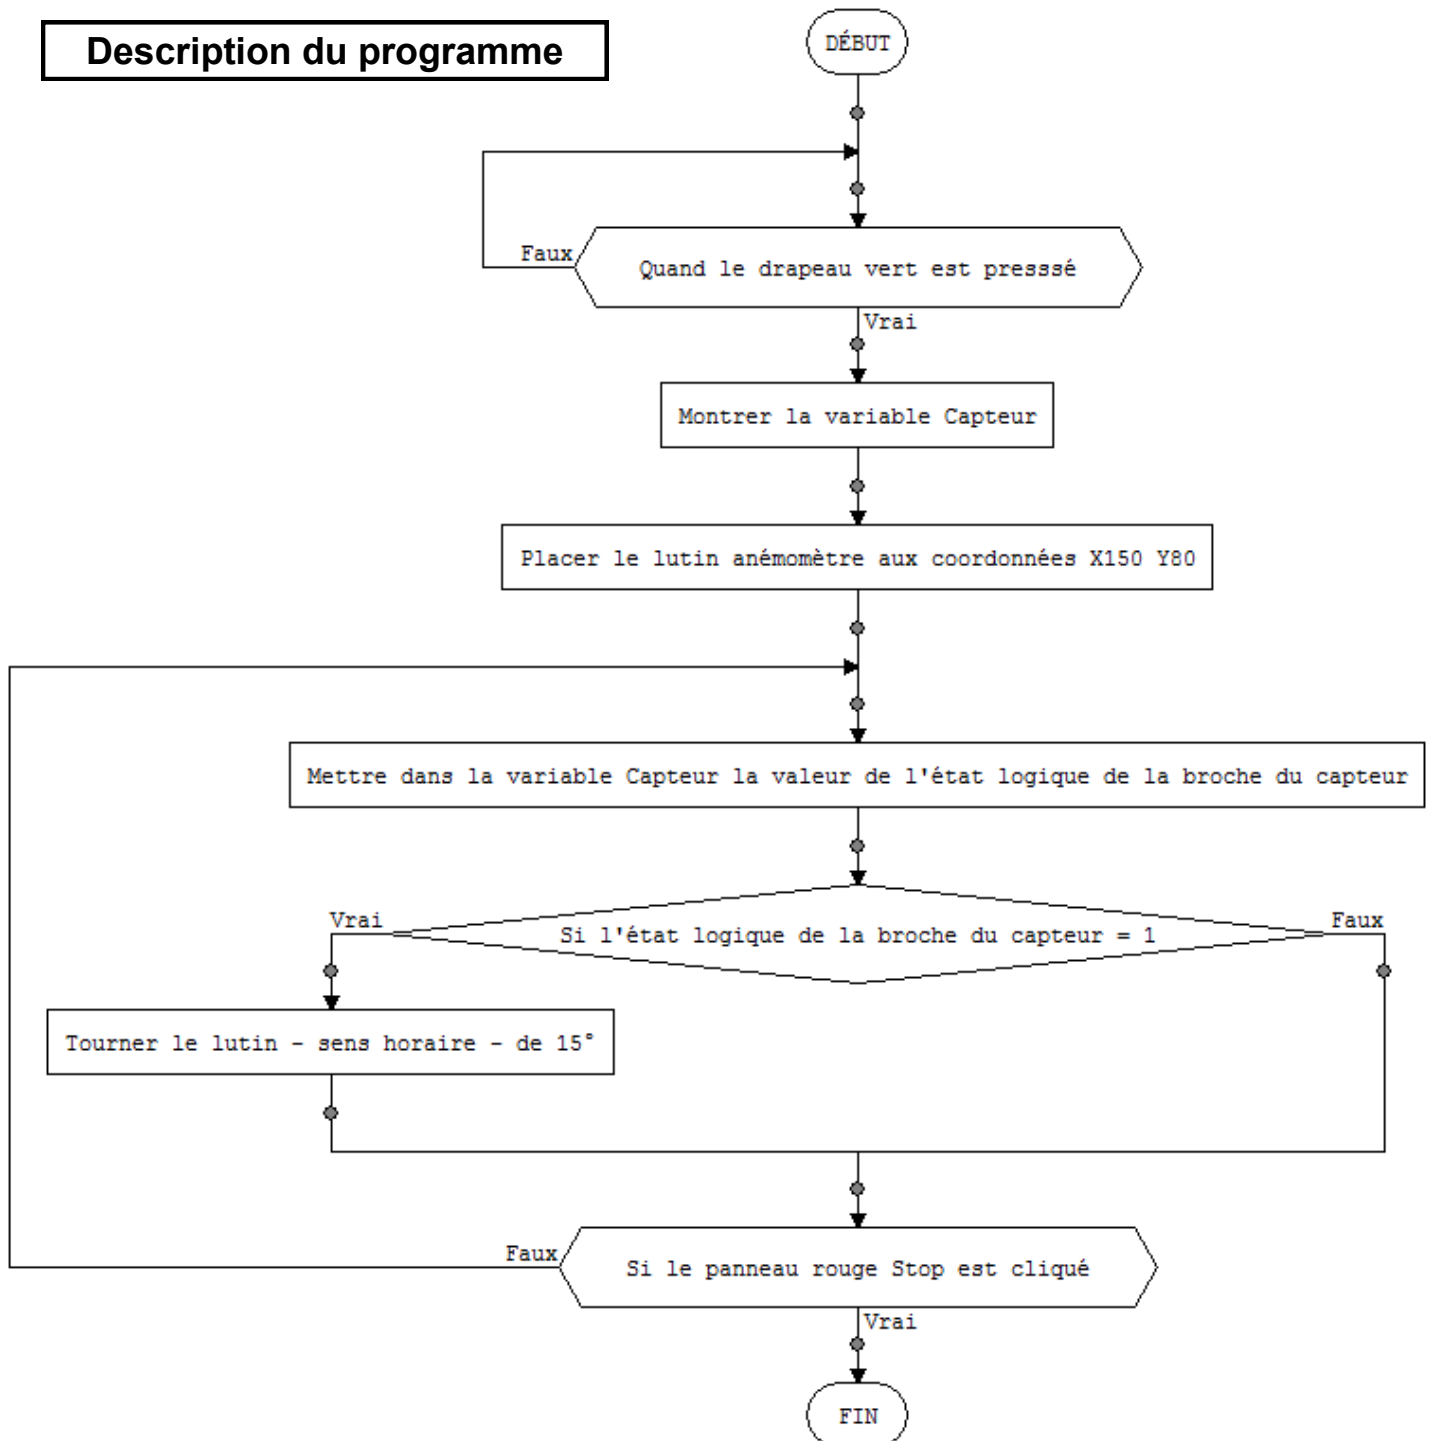 Description du programme
DÉBUT
Faux
Quand le drapeau vert est presssé
Vrai
Montrer la variable Capteur
Placer le lutin anémomètre aux coordonnées X150 Y80
Mettre dans la variable Capteur la valeur de l'état logique de la broche du capteur
Vrai
Faux
Si l'état logique de la broche du capteur = 1
Tourner le lutin - sens horaire - de 15°
Faux
Si le panneau rouge Stop est cliqué
Vrai
FIN